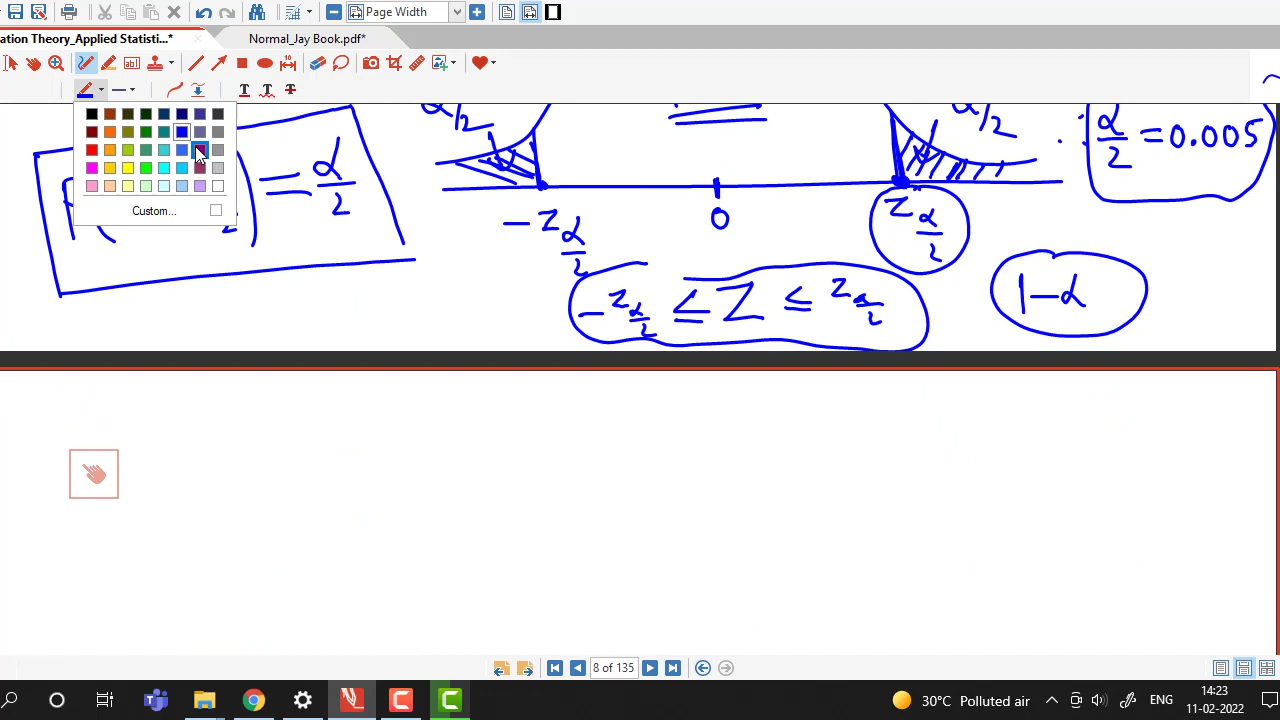 Page Width
ation Theory_Applied Statisti...*
Normal_Jay Book.pdf*
10
Custom...
= α/2
α/2
α/2
∴ α/2 = 0.005
-Z α/2
0
Z α/2
-Z α/2 ≤ Z ≤ Z α/2
1-α
8 of 135
30°C Polluted air
ENG
14:23
11-02-2022